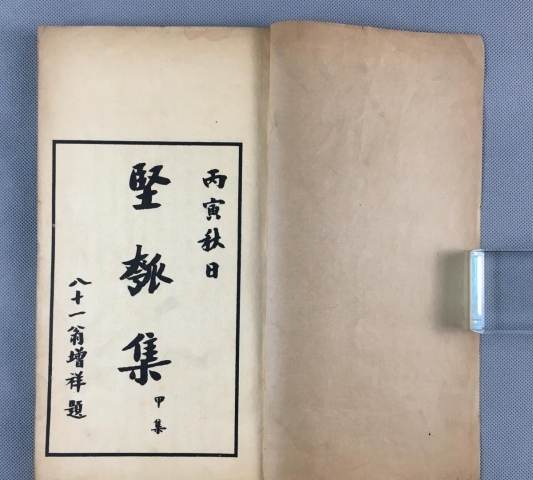 丙寅秋日
堅瓠集
甲集
八十一翁增祥題